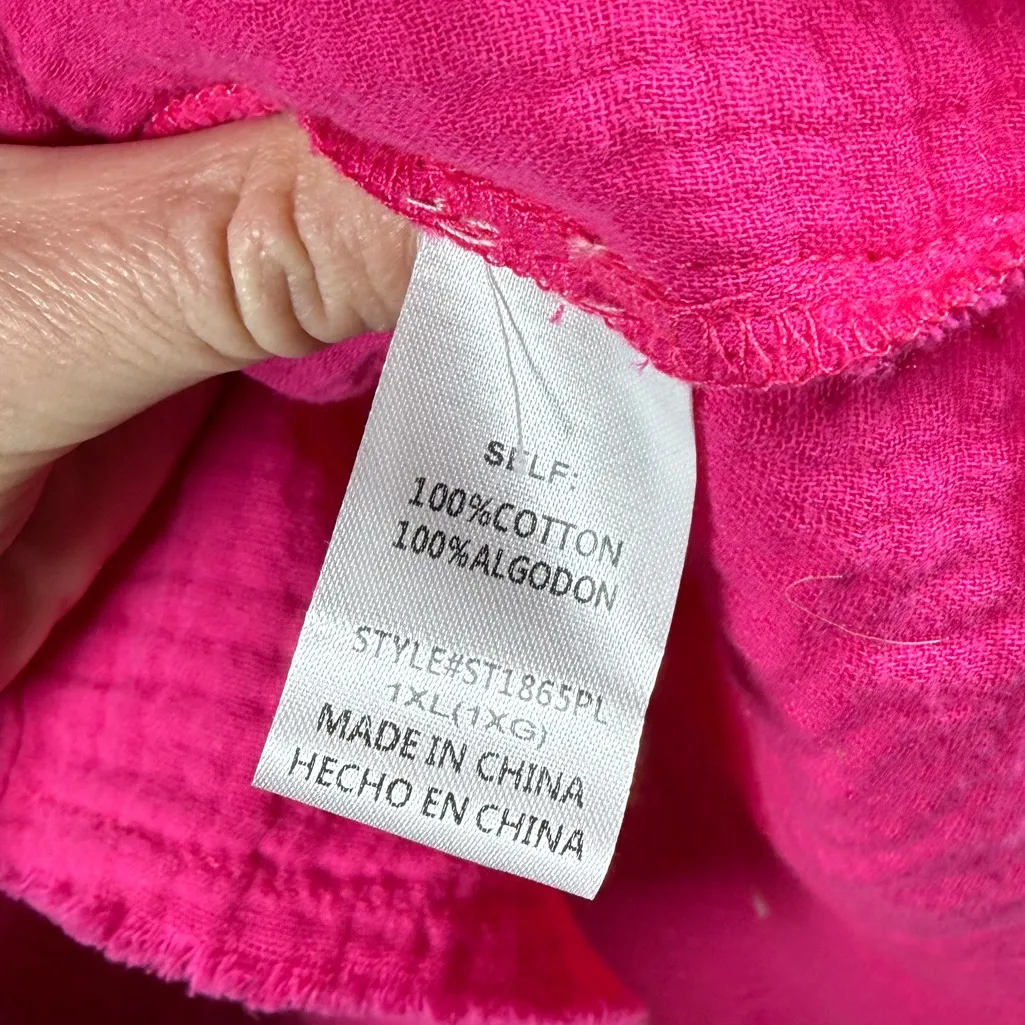 SELF:
100%COTTON
100%ALGODON
STYLE#ST1865PL
1XL(1XG)
MADE IN CHINA
HECHO EN CHINA